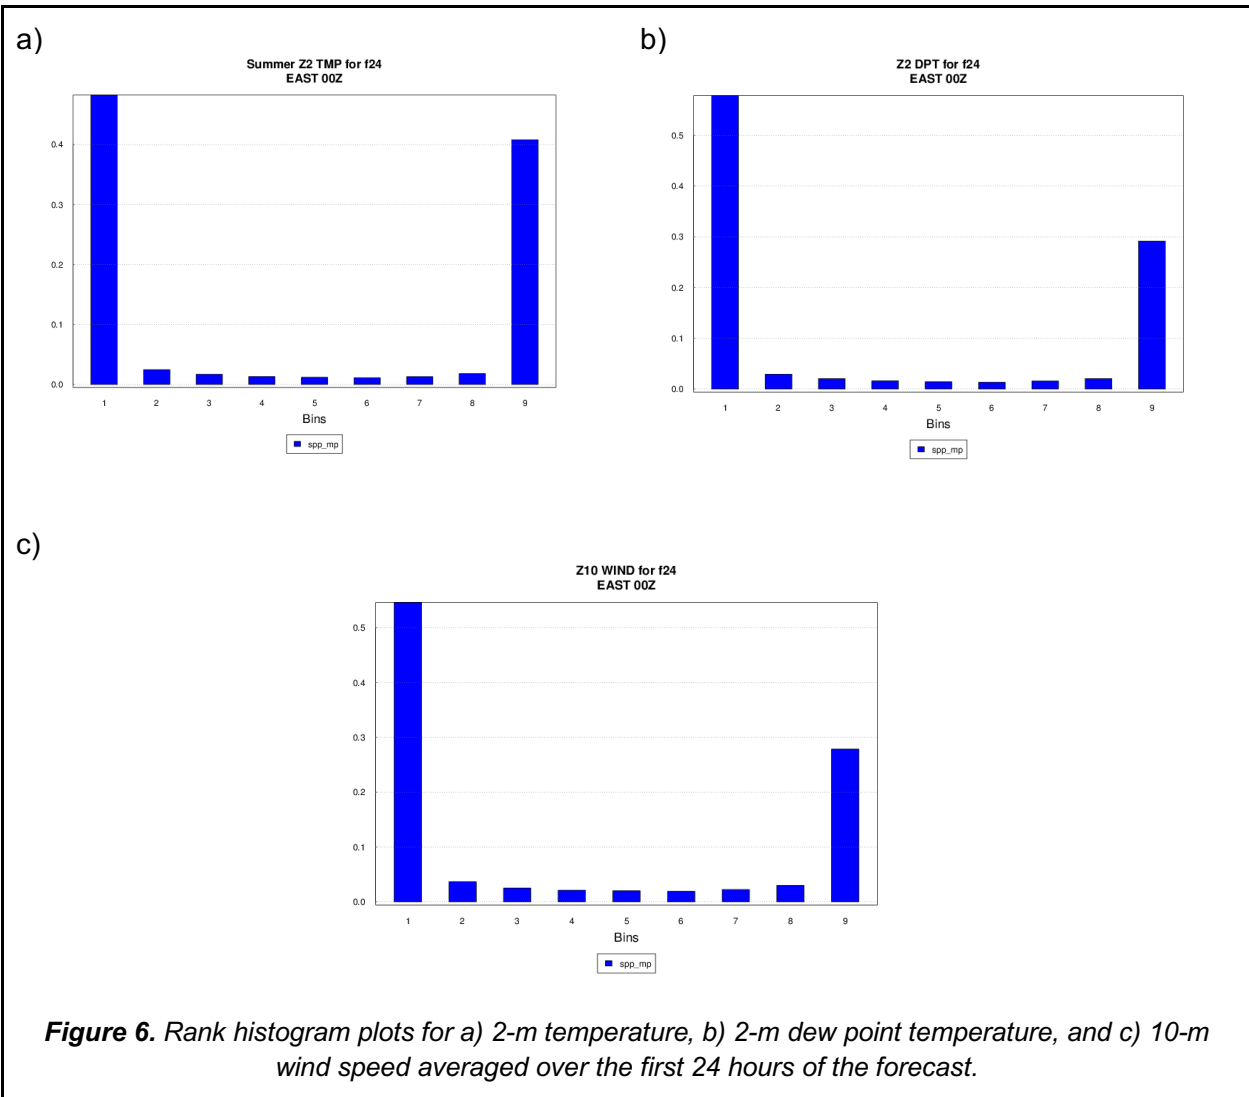 a)
Summer Z2 TMP for f24
EAST 00Z
0.4
0.3
0.2
0.1
0.0
1 2 3 4 5 6 7 8 9
Bins
spp_mp
b)
Z2 DPT for f24
EAST 00Z
0.5
0.4
0.3
0.2
0.1
0.0
1 2 3 4 5 6 7 8 9
Bins
spp_mp
c)
Z10 WIND for f24
EAST 00Z
0.5
0.4
0.3
0.2
0.1
0.0
1 2 3 4 5 6 7 8 9
Bins
spp_mp
Figure 6. Rank histogram plots for a) 2-m temperature, b) 2-m dew point temperature, and c) 10-m
wind speed averaged over the first 24 hours of the forecast.